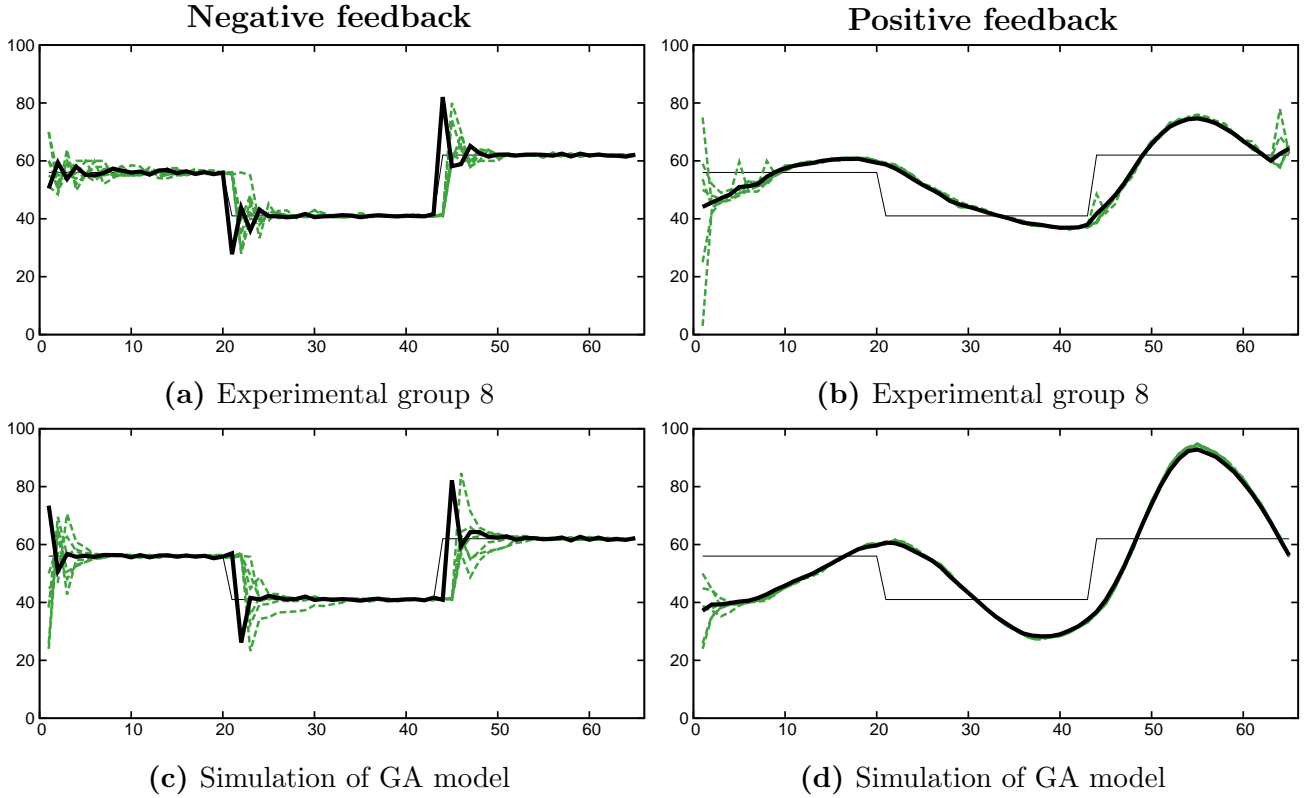 Negative feedback
Positive feedback
100
80
60
40
20
0
0 10 20 30 40 50 60
100
80
60
40
20
0
0 10 20 30 40 50 60
(a) Experimental group 8
(b) Experimental group 8
100
80
60
40
20
0
0 10 20 30 40 50 60
100
80
60
40
20
0
0 10 20 30 40 50 60
(c) Simulation of GA model
(d) Simulation of GA model